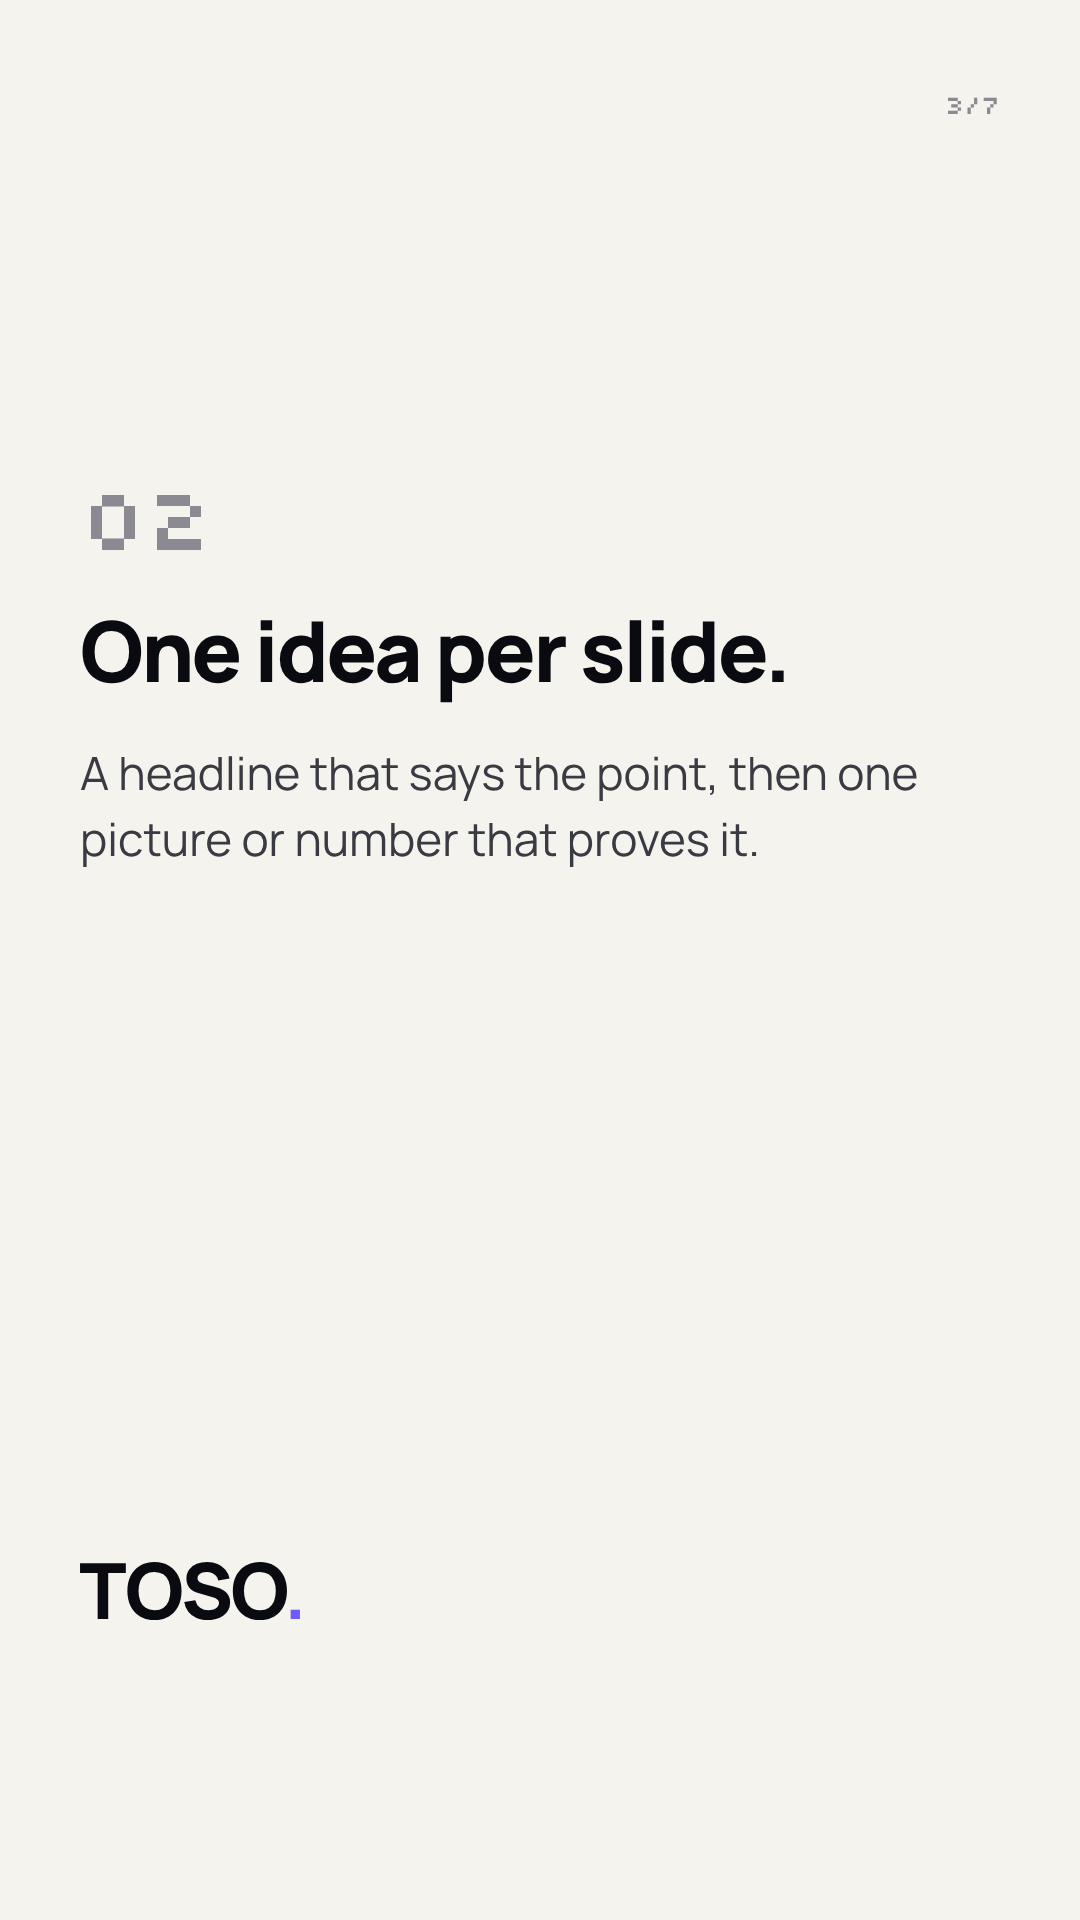 3/7
02
One idea per slide.
A headline that says the point, then one
picture or number that proves it.
TOSO.